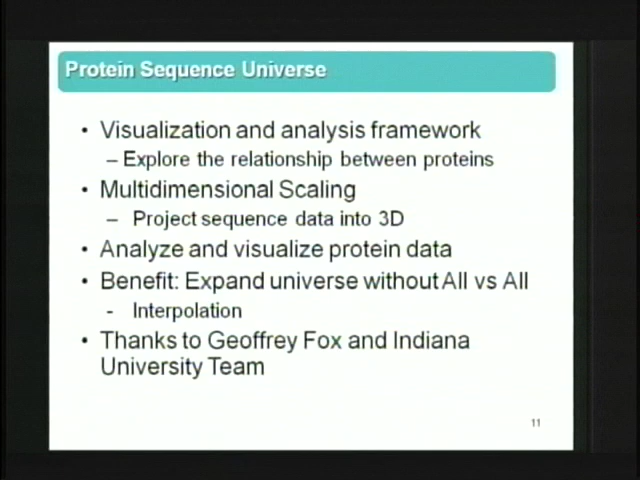 Protein Sequence Universe
• Visualization and analysis framework
– Explore the relationship between proteins
• Multidimensional Scaling
– Project sequence data into 3D
• Analyze and visualize protein data
• Benefit: Expand universe without All vs All
- Interpolation
• Thanks to Geoffrey Fox and Indiana
University Team
11